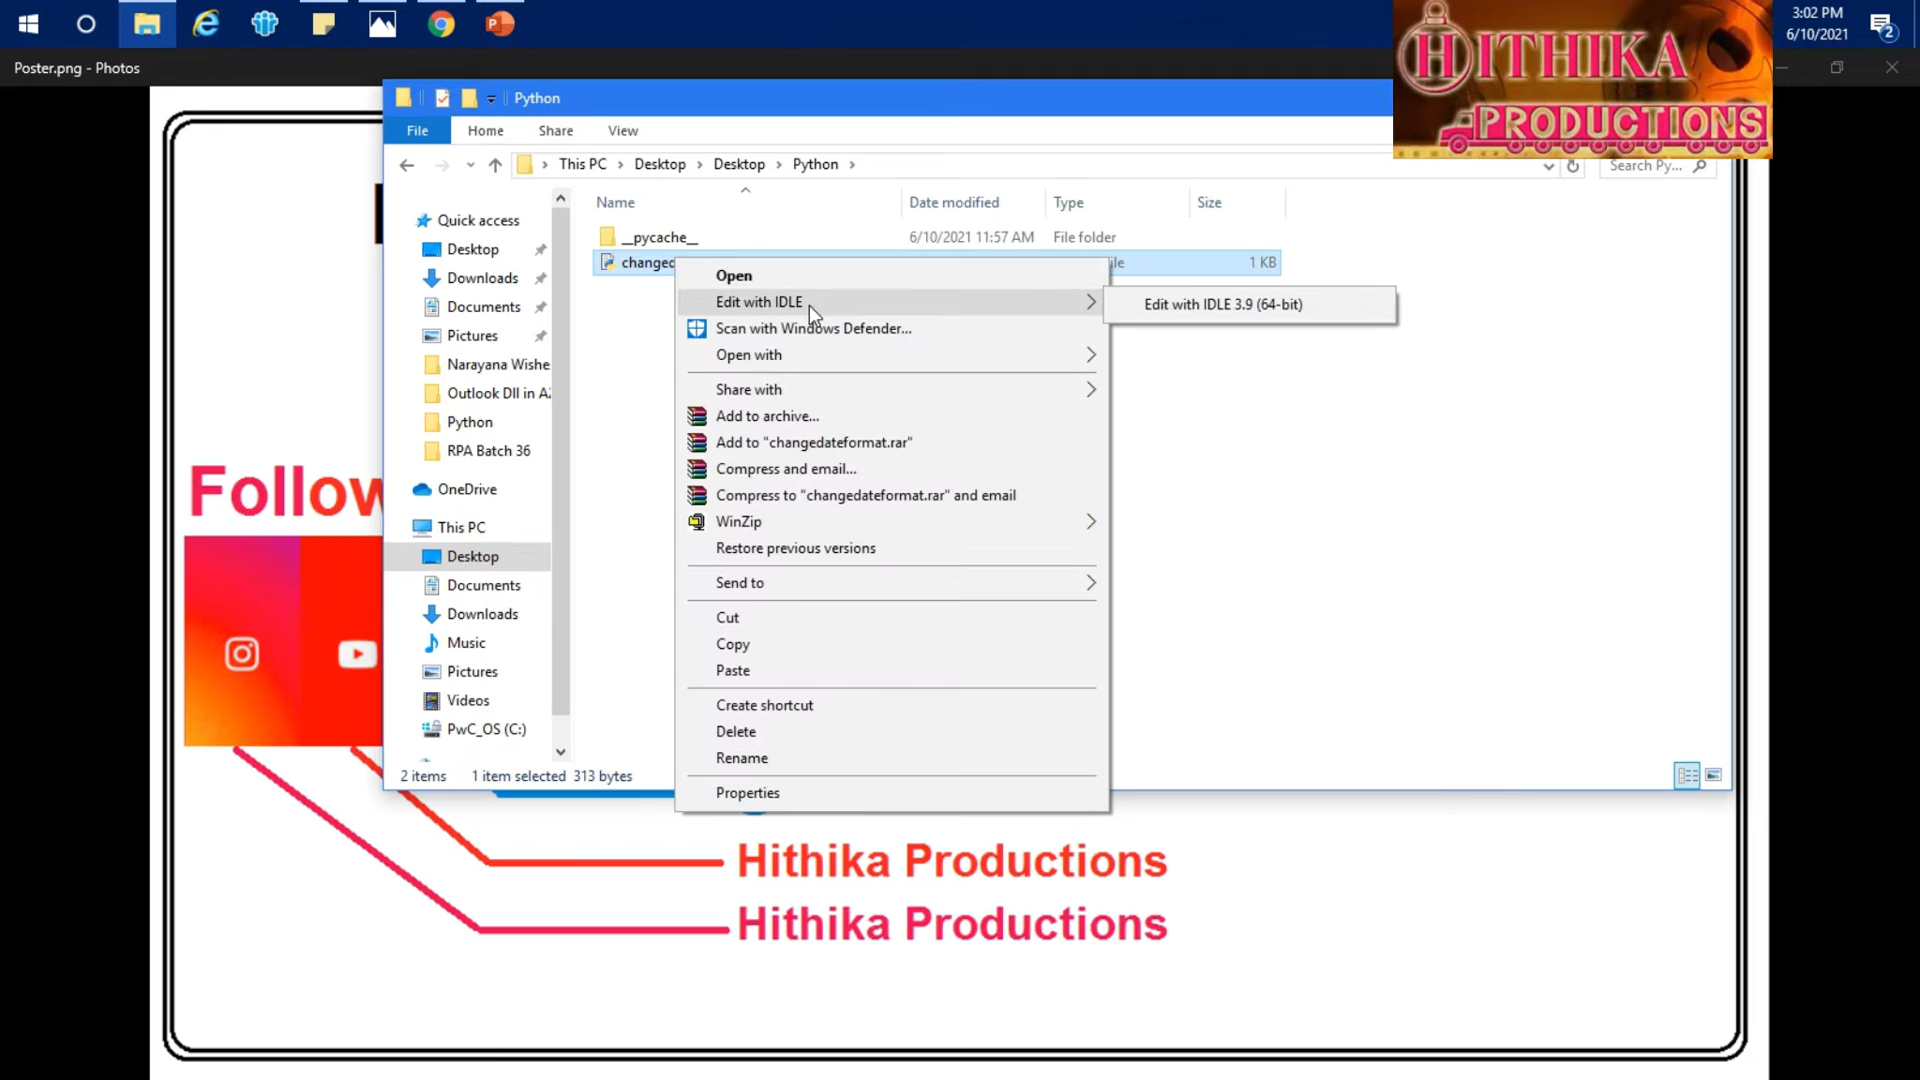 3:02 PM
6/10/2021
2
Poster.png - Photos
HITHIKA
PRODUCTIONS
Python
File Home Share View
This PC Desktop Desktop Python
Search Py...
Name Date modified Type Size
Quick access
Desktop
Downloads
Documents
Pictures
Narayana Wishe
Outlook Dll in
Python
RPA Batch 36
OneDrive
This PC
Desktop
Documents
Downloads
Music
Pictures
Videos
PwC_OS (C:)
__pycache__ 6/10/2021 11:57 AM File folder
changed ile 1 KB
Open
Edit with IDLE
Edit with IDLE 3.9 (64-bit)
Scan with Windows Defender...
Open with
Share with
Add to archive...
Add to "changedateformat.rar"
Compress and email...
Compress to "changedateformat.rar" and email
WinZip
Restore previous versions
Send to
Cut
Copy
Paste
Create shortcut
Delete
Rename
Properties
2 items 1 item selected 313 bytes
Follow
Hithika Productions
Hithika Productions